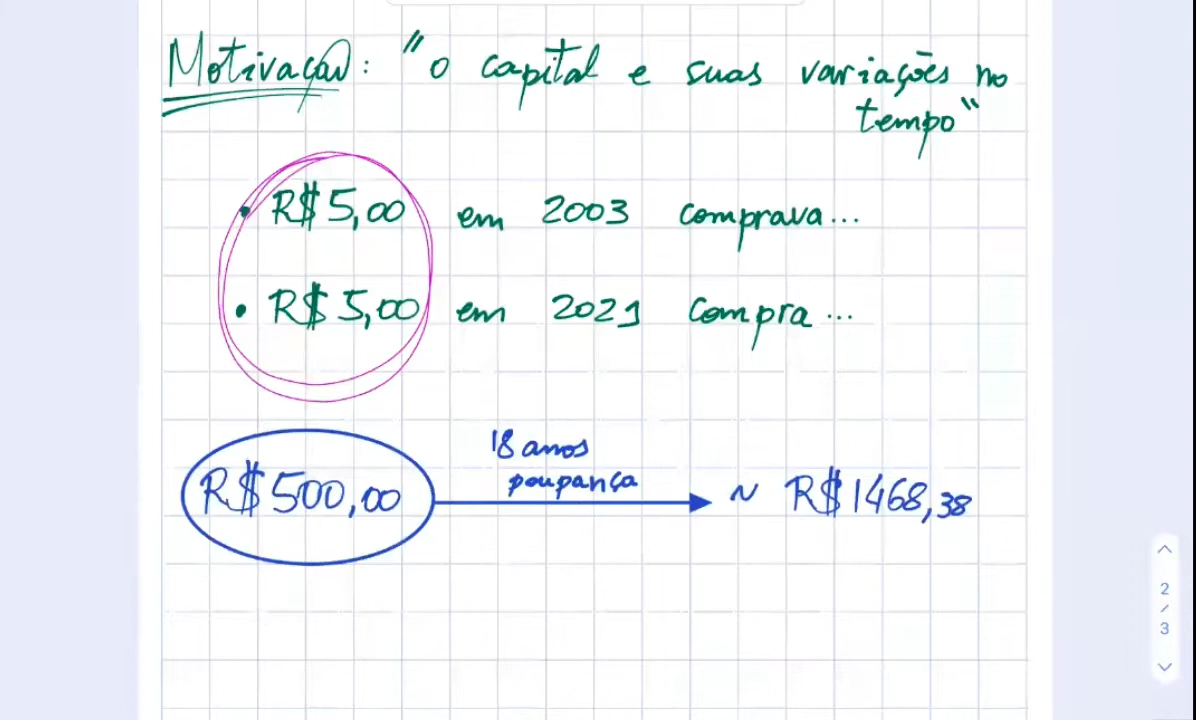 Motivação: "o capital e suas variações no
tempo"
• R$ 5,00 em 2003 comprava...
• R$ 5,00 em 2021 compra...
18 anos
poupança
R$ 500,00 ~ R$ 1468,38
2
/
3